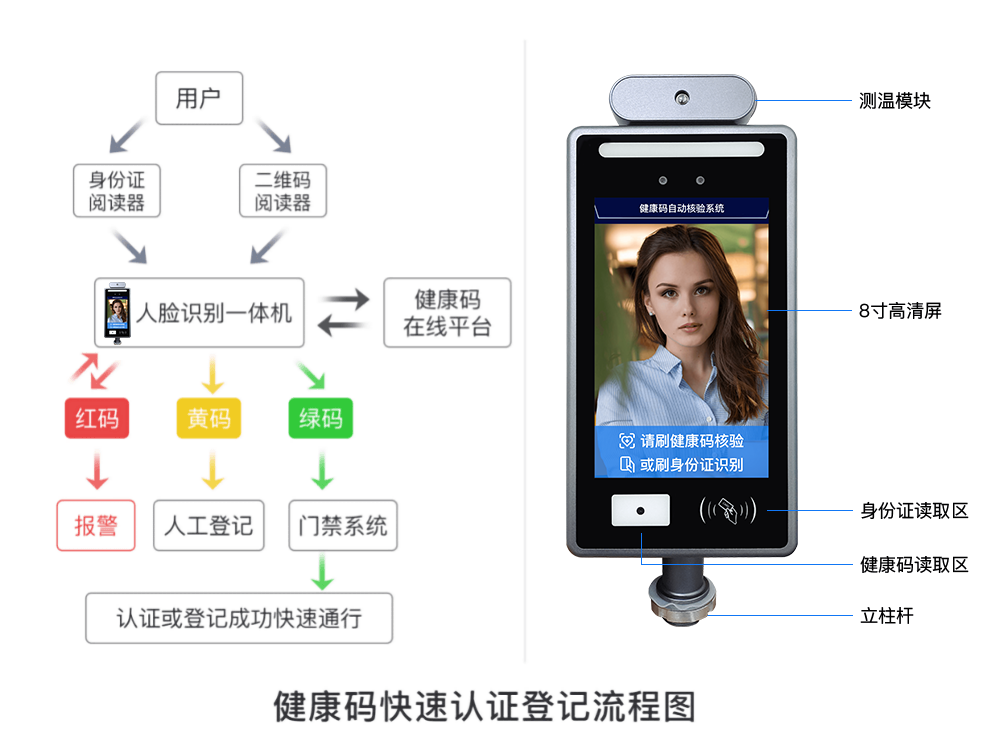 用户
身份证
阅读器
二维码
阅读器
人脸识别一体机
健康码
在线平台
红码
黄码
绿码
报警
人工登记
门禁系统
认证或登记成功快速通行
测温模块
健康码自动核验系统
8寸高清屏
请刷健康码核验
或刷身份证识别
身份证读取区
健康码读取区
立柱杆
健康码快速认证登记流程图